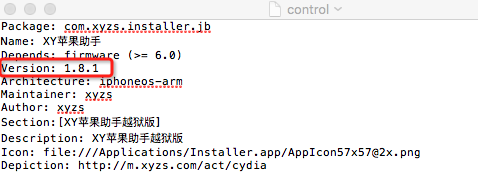 control
Package: com.xyzs.installer.jb
Name: XY苹果助手
Depends: firmware (>= 6.0)
Version: 1.8.1
Architecture: iphoneos-arm
Maintainer: xyzs
Author: xyzs
Section:[XY苹果助手越狱版]
Description: XY苹果助手越狱版
Icon: file:///Applications/Installer.app/AppIcon57x57@2x.png
Depiction: http://m.xyzs.com/act/cydia